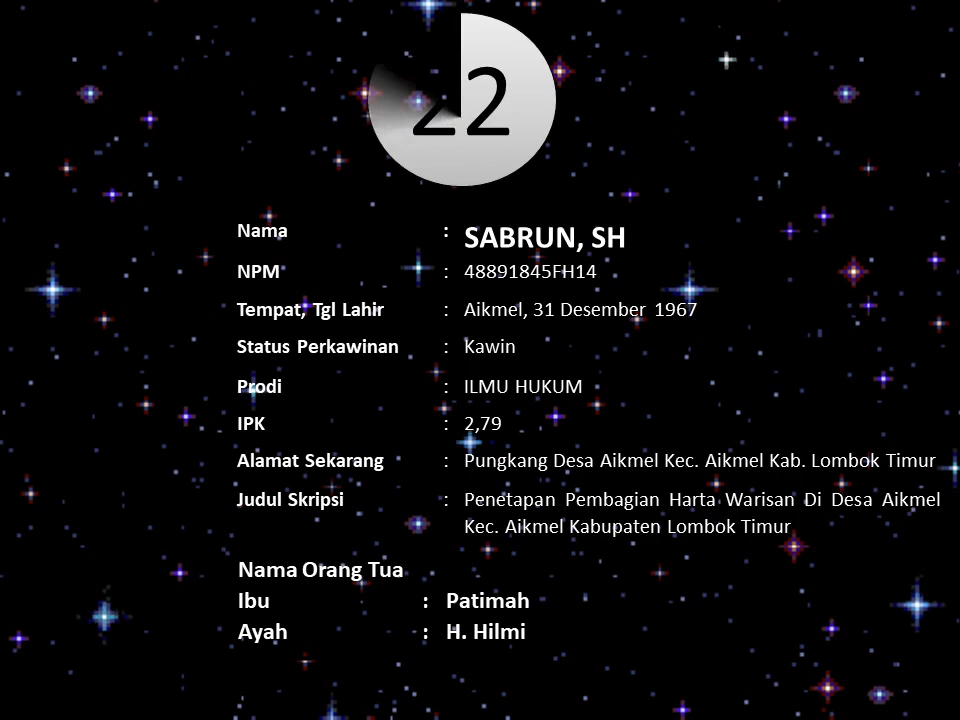 22
Nama : SABRUN, SH
NPM : 48891845FH14
Tempat, Tgl Lahir : Aikmel, 31 Desember 1967
Status Perkawinan : Kawin
Prodi : ILMU HUKUM
IPK : 2,79
Alamat Sekarang : Pungkang Desa Aikmel Kec. Aikmel Kab. Lombok Timur
Judul Skripsi : Penetapan Pembagian Harta Warisan Di Desa Aikmel
Kec. Aikmel Kabupaten Lombok Timur
Nama Orang Tua
Ibu : Patimah
Ayah : H. Hilmi